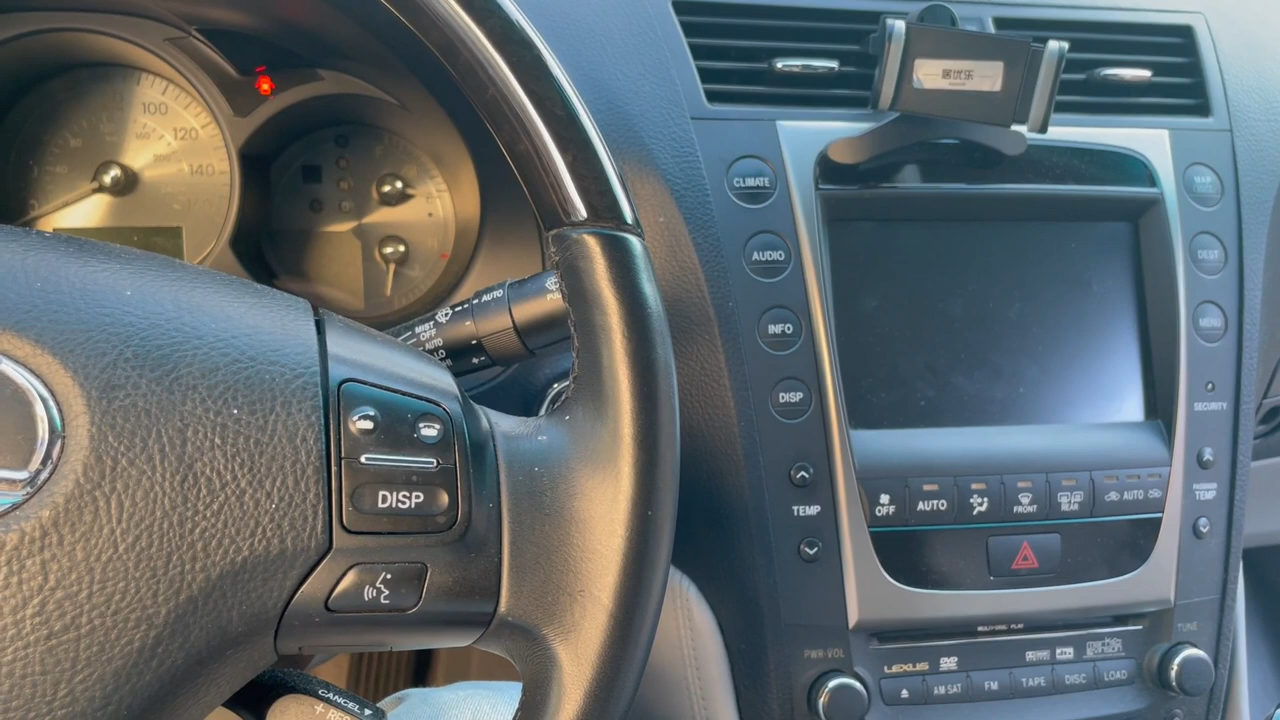 100
120
140
80
居优乐
CLIMATE
AUDIO
INFO
DISP
TEMP
MAP
DEST
MENU
SECURITY
PASSENGER
TEMP
AUTO
MIST
OFF
AUTO
LO
HI
PULL
DISP
CANCEL
OFF
AUTO
FRONT
REAR
AUTO
MULTI-DISC PLAY
PWR·VOL
LEXUS
DVD
mark levinson
TUNE
AM·SAT
FM
TAPE
DISC
LOAD